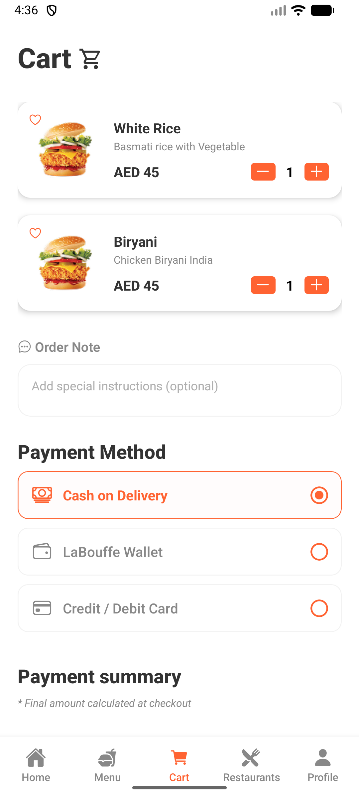 4:36
Cart
White Rice
Basmati rice with Vegetable
AED 45
1
Biryani
Chicken Biryani India
AED 45
1
Order Note
Add special instructions (optional)
Payment Method
Cash on Delivery
LaBouffe Wallet
Credit / Debit Card
Payment summary
* Final amount calculated at checkout
Home Menu Cart Restaurants Profile